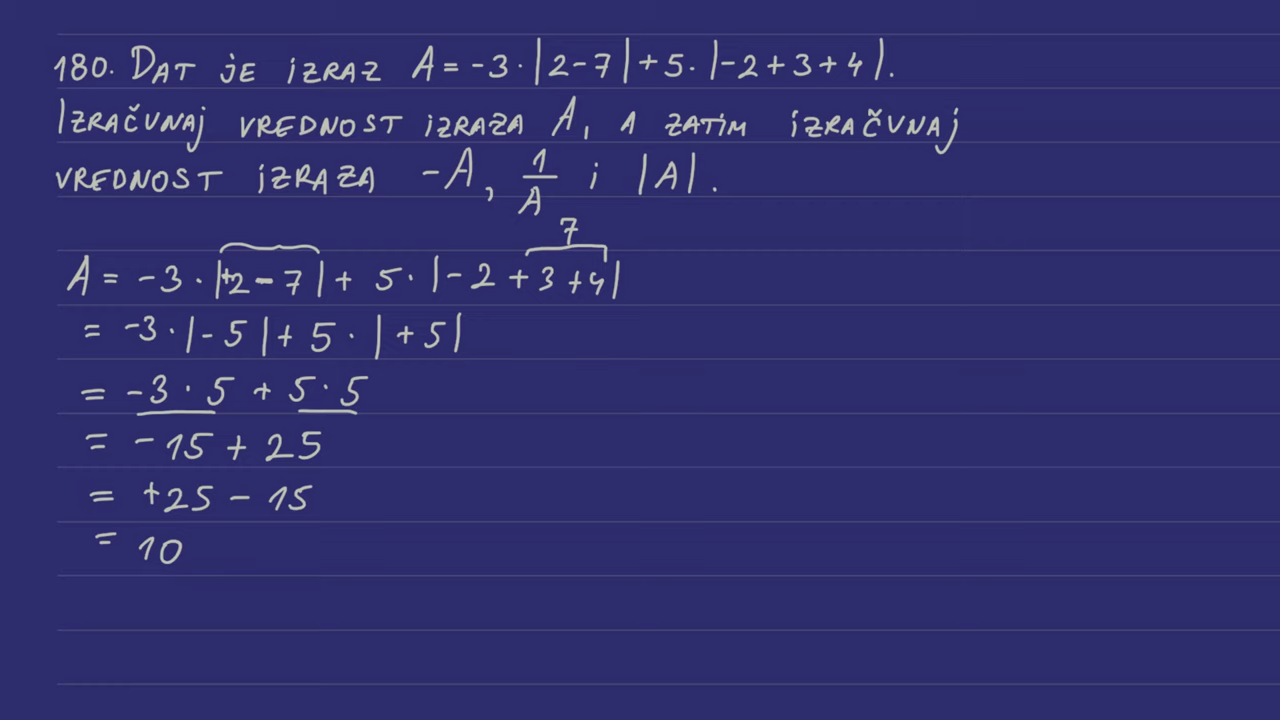 180. DAT JE IZRAZ A = -3 · |2-7| + 5 · |-2+3+4|.
IZRAČUNAJ VREDNOST IZRAZA A, A ZATIM IZRAČUNAJ
VREDNOST IZRAZA -A, 1/A i |A|.
7
A = -3 · |+2-7| + 5 · |-2+3+4|
= -3 · |-5| + 5 · |+5|
= -3 · 5 + 5 · 5
= -15 + 25
= +25 - 15
= 10